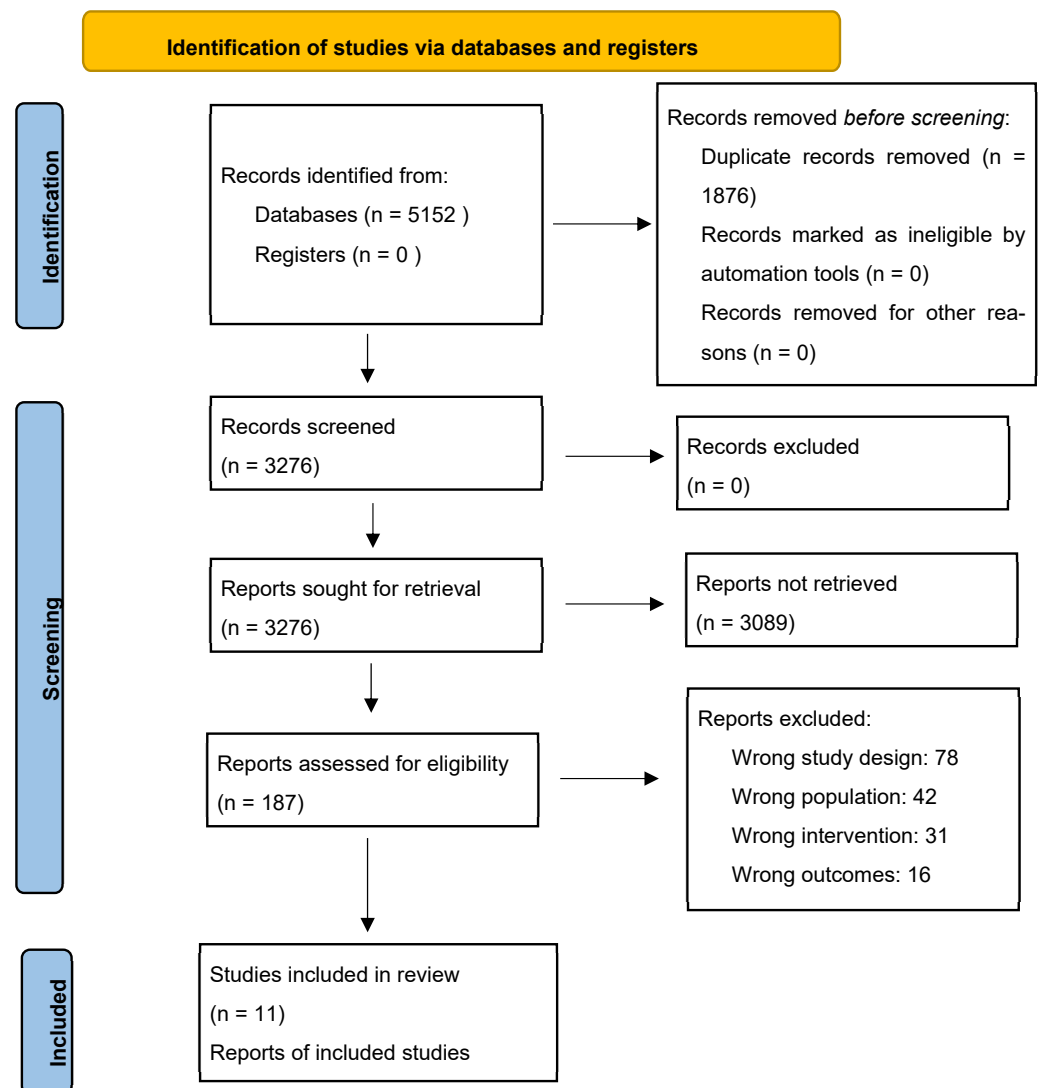 Identification of studies via databases and registers
Identification
Records identified from:
Databases (n = 5152 )
Registers (n = 0 )
Records removed before screening:
Duplicate records removed (n =
1876)
Records marked as ineligible by
automation tools (n = 0)
Records removed for other rea-
sons (n = 0)
Screening
Records screened
(n = 3276)
Records excluded
(n = 0)
Reports sought for retrieval
(n = 3276)
Reports not retrieved
(n = 3089)
Reports assessed for eligibility
(n = 187)
Reports excluded:
Wrong study design: 78
Wrong population: 42
Wrong intervention: 31
Wrong outcomes: 16
Included
Studies included in review
(n = 11)
Reports of included studies